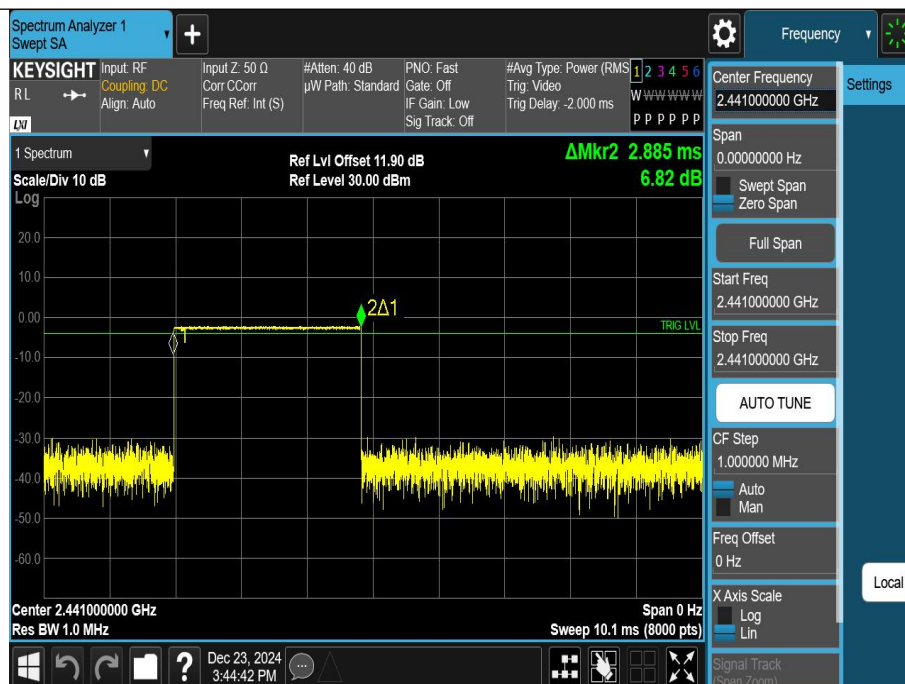 Spectrum Analyzer 1
Swept SA
+
Frequency
KEYSIGHT
R L
LXI
Input: RF
Coupling: DC
Align: Auto
Input Z: 50 Ω
Corr CCorr
Freq Ref: Int (S)
#Atten: 40 dB
µW Path: Standard
PNO: Fast
Gate: Off
IF Gain: Low
Sig Track: Off
#Avg Type: Power (RMS
Trig: Video
Trig Delay: -2.000 ms
1 2 3 4 5 6
W W W W W W
P P P P P P
Center Frequency
2.441000000 GHz
Settings
1 Spectrum
Scale/Div 10 dB
Log
Ref Lvl Offset 11.90 dB
Ref Level 30.00 dBm
ΔMkr2 2.885 ms
6.82 dB
Span
0.00000000 Hz
Swept Span
Zero Span
Full Span
Start Freq
2.441000000 GHz
Stop Freq
2.441000000 GHz
AUTO TUNE
CF Step
1.000000 MHz
Auto
Man
Freq Offset
0 Hz
X Axis Scale
Log
Lin
Signal Track
(Span Zoom)
Local
20.0
10.0
0.00
-10.0
-20.0
-30.0
-40.0
-50.0
-60.0
2Δ1
TRIG LVL
Center 2.441000000 GHz
Res BW 1.0 MHz
Span 0 Hz
Sweep 10.1 ms (8000 pts)
?
Dec 23, 2024
3:44:42 PM